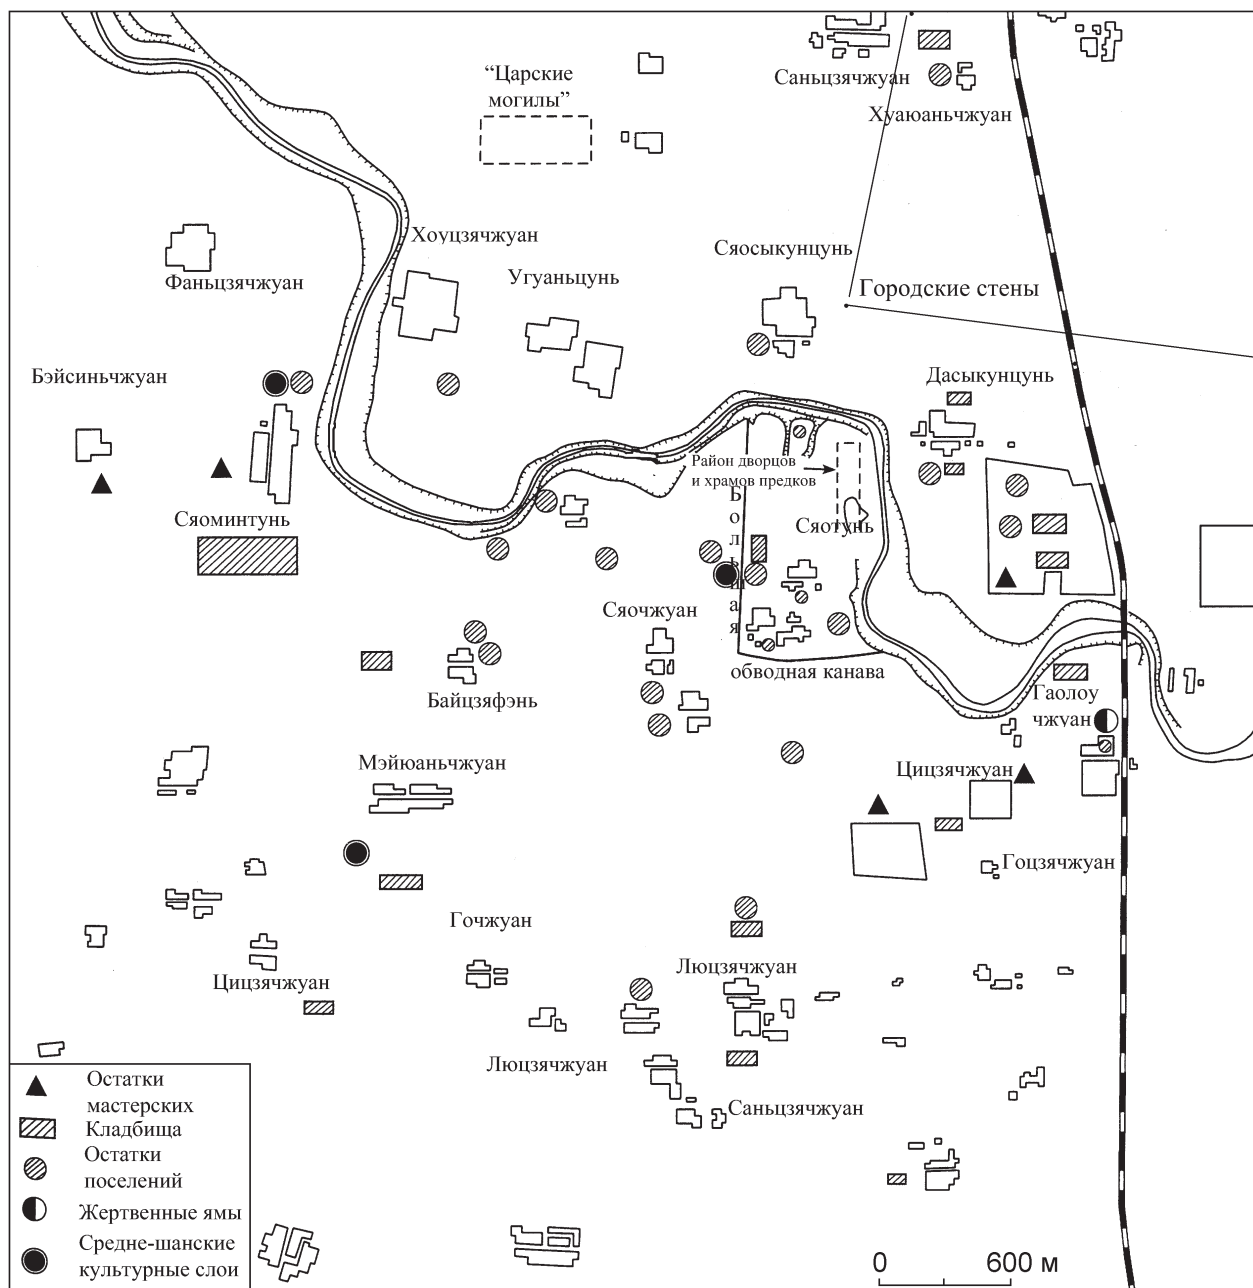 Саньцзячжуан
“Царские
могилы”
Хуаюаньчжуан
Хоуцзячжуан
Сяосыкунцунь
Фаньцзячжуан
Угуаньцунь
Городские стены
Бэйсиньчжуан
Дасыкунцунь
Район дворцов
и храмов предков
Большая
Сяотунь
Сяоминтунь
Сяочжуан
обводная канава
Байцзяфэнь
Гаолоу
чжуан
Мэйюаньчжуан
Цицзячжуан
Гоцзячжуан
Гочжуан
Люцзячжуан
Цицзячжуан
Люцзячжуан
Саньцзячжуан
Остатки
мастерских
Кладбища
Остатки
поселений
Жертвенные ямы
Средне-шанские
культурные слои
0 600 м